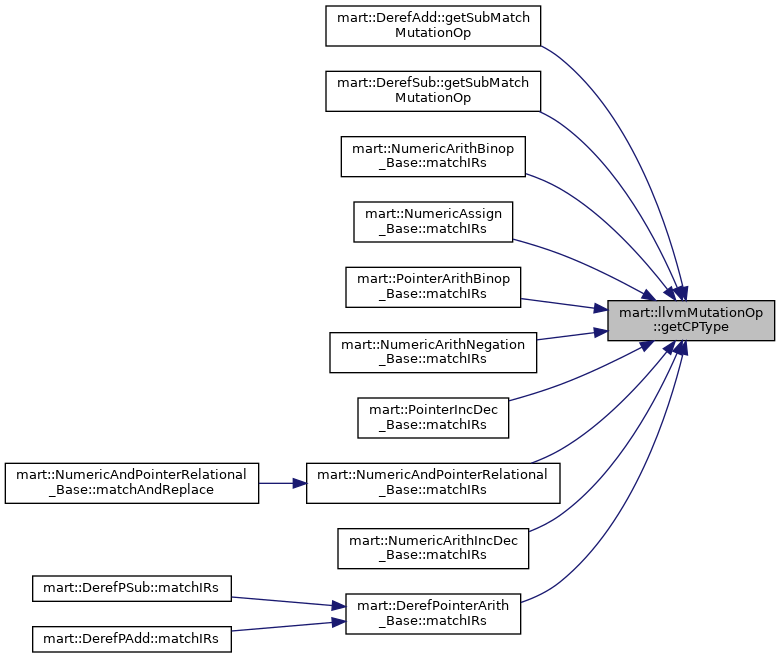 mart::DerefAdd::getSubMatch
MutationOp
mart::DerefSub::getSubMatch
MutationOp
mart::NumericArithBinop
_Base::matchIRs
mart::NumericAssign
_Base::matchIRs
mart::PointerArithBinop
_Base::matchIRs
mart::llvmMutationOp
::getCPType
mart::NumericArithNegation
_Base::matchIRs
mart::PointerIncDec
_Base::matchIRs
mart::NumericAndPointerRelational
_Base::matchAndReplace
mart::NumericAndPointerRelational
_Base::matchIRs
mart::NumericArithIncDec
_Base::matchIRs
mart::DerefPSub::matchIRs
mart::DerefPointerArith
_Base::matchIRs
mart::DerefPAdd::matchIRs